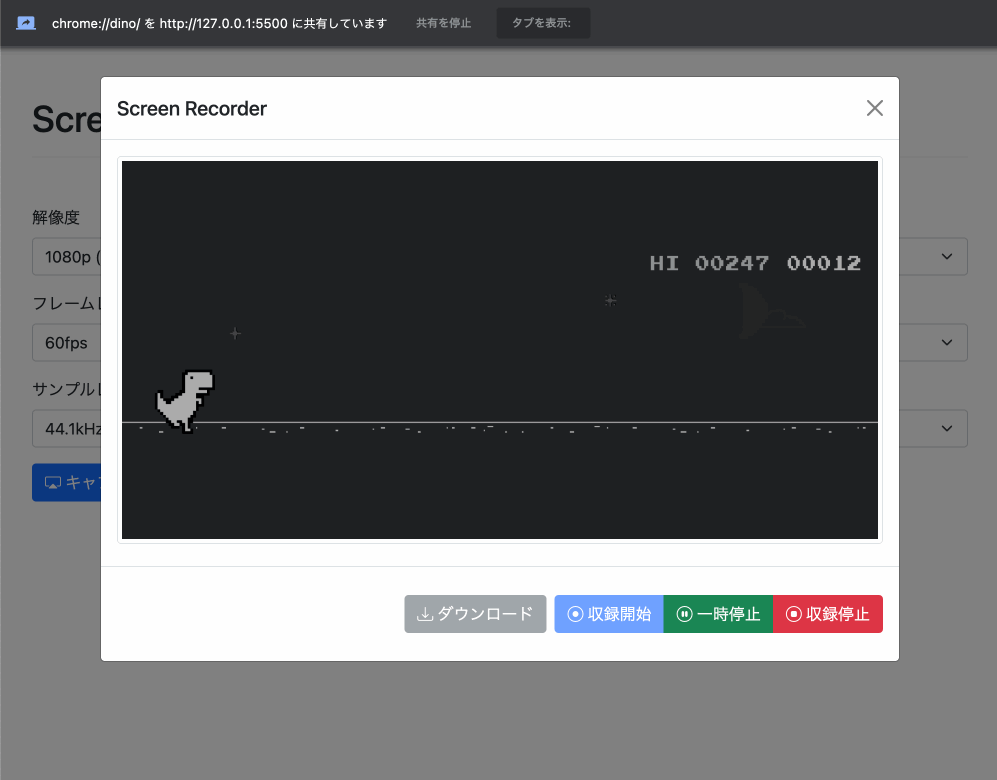 chrome://dino/ を http://127.0.0.1:5500 に共有しています 共有を停止 タブを表示:
Scre
Screen Recorder
HI 00247 00012
解像度
1080p (
フレーム
60fps
サンプル
44.1kHz
キャ
ダウンロード 収録開始 一時停止 収録停止